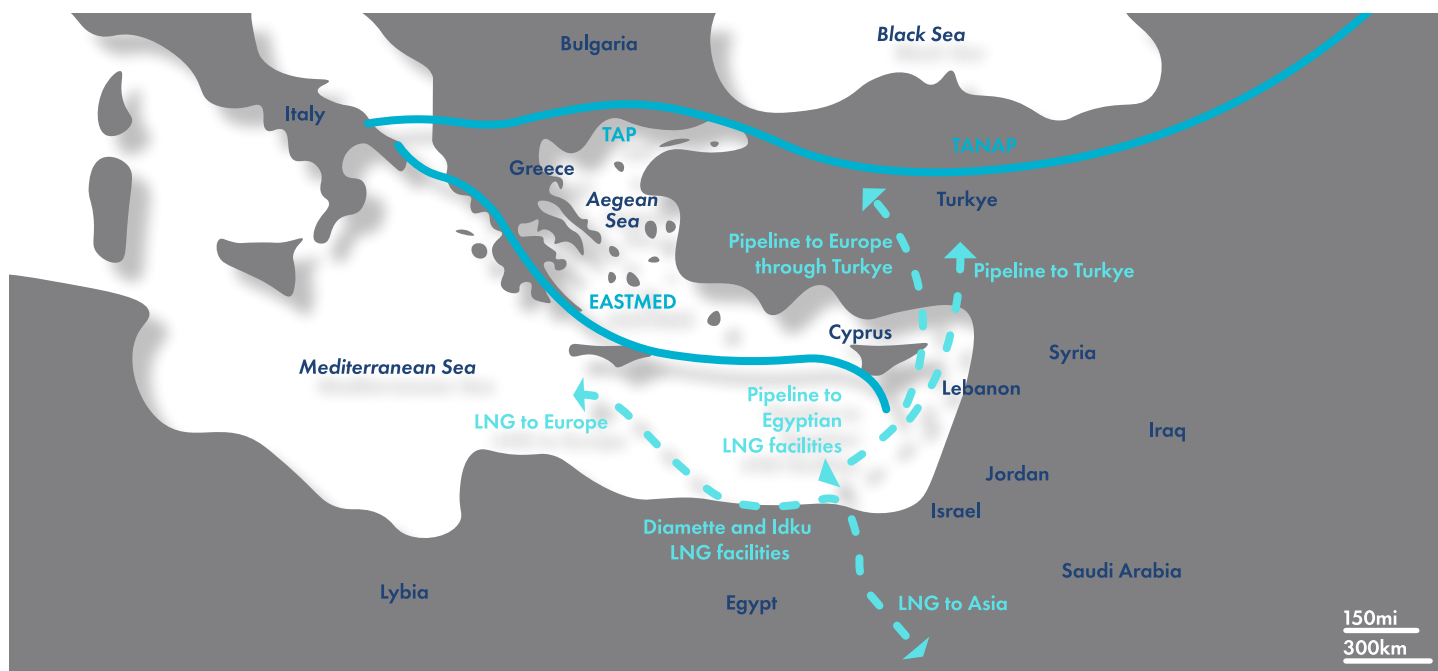 Black Sea
Bulgaria
Italy
TAP
TANAP
Greece
Aegean
Sea
Turkye
Pipeline to Europe
through Turkye
Pipeline to Turkye
EASTMED
Cyprus
Syria
Mediterranean Sea
Lebanon
Pipeline to
Egyptian
LNG facilities
LNG to Europe
Iraq
Jordan
Israel
Diamette and Idku
LNG facilities
Saudi Arabia
Lybia
Egypt
LNG to Asia
150mi
300km